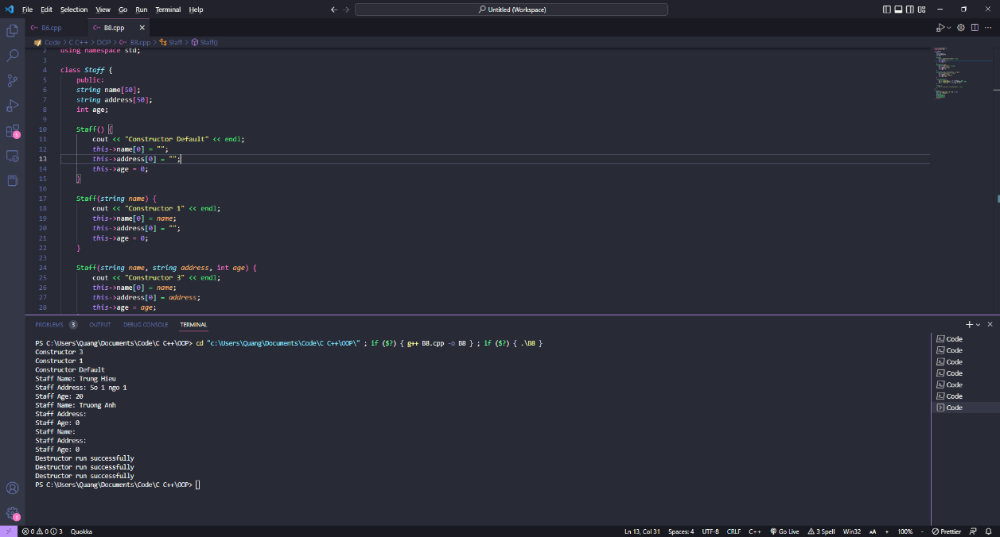 File Edit Selection View Go Run Terminal Help
Untitled (Workspace)
B6.cpp
B8.cpp
Code > C C++ > OOP > B8.cpp > Staff > Staff()
2 using namespace std;
3
4 class Staff {
5 public:
6 string name[50];
7 string address[50];
8 int age;
9
10 Staff() {
11 cout << "Constructor Default" << endl;
12 this->name[0] = "";
13 this->address[0] = "";
14 this->age = 0;
15 }
16
17 Staff(string name) {
18 cout << "Constructor 1" << endl;
19 this->name[0] = name;
20 this->address[0] = "";
21 this->age = 0;
22 }
23
24 Staff(string name, string address, int age) {
25 cout << "Constructor 3" << endl;
26 this->name[0] = name;
27 this->address[0] = address;
28 this->age = age;
PROBLEMS 3 OUTPUT DEBUG CONSOLE TERMINAL
PS C:\Users\Quang\Documents\Code\C C++\OOP> cd "c:\Users\Quang\Documents\Code\C C++\OOP\" ; if ($?) { g++ B8.cpp -o B8 } ; if ($?) { .\B8 }
Constructor 3
Constructor 1
Constructor Default
Staff Name: Trung Hieu
Staff Address: So 1 ngo 1
Staff Age: 20
Staff Name: Truong Anh
Staff Address:
Staff Age: 0
Staff Name:
Staff Address:
Staff Age: 0
Destructor run successfully
Destructor run successfully
Destructor run successfully
PS C:\Users\Quang\Documents\Code\C C++\OOP>
Code
Code
Code
Code
Code
Code
Code
1
1
0 0 3 Quokka
Ln 13, Col 31 Spaces: 4 UTF-8 CRLF C++ Go Live 3 Spell Win32 AA + 100% - Prettier